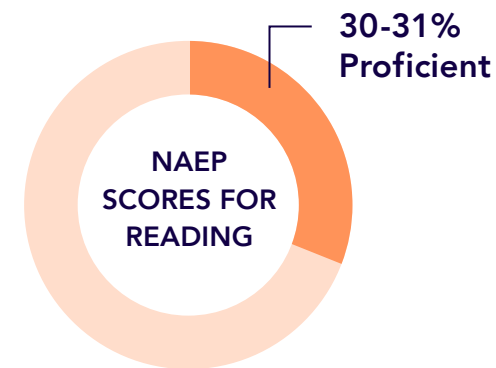 30-31%
Proficient
NAEP
SCORES FOR
READING